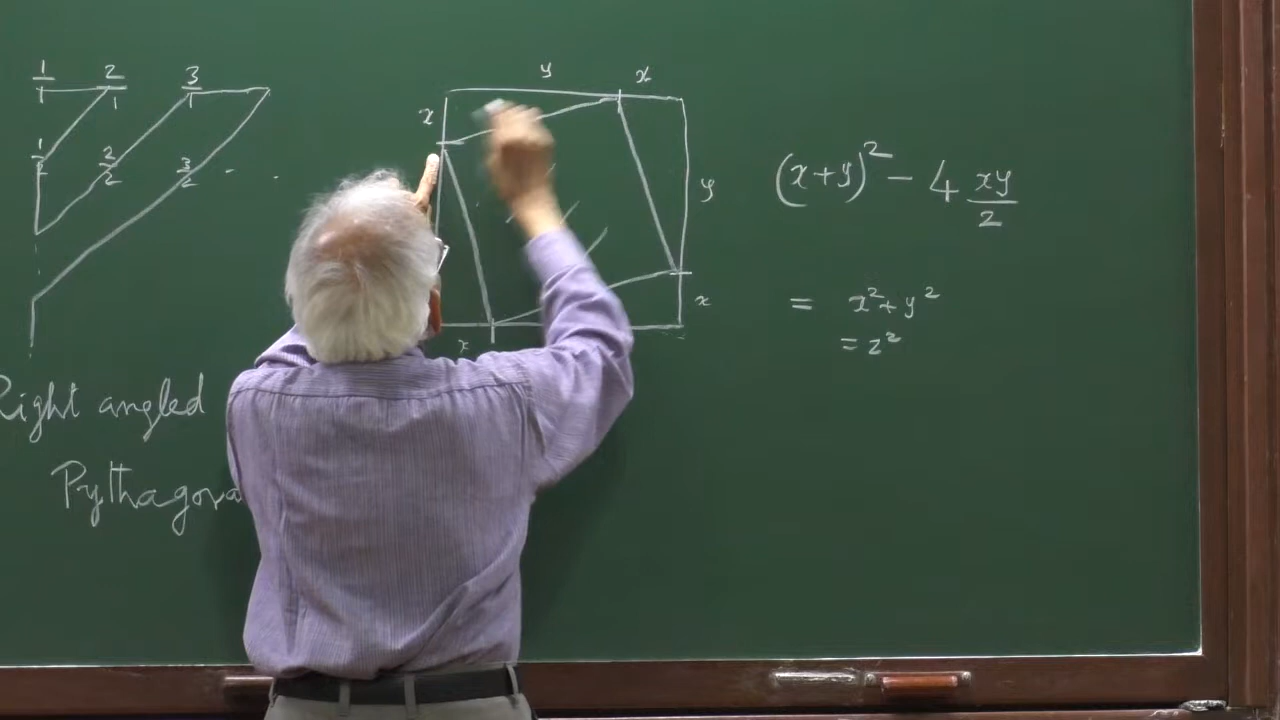 1/1 2/1 3/1
1/2 2/2 3/2 - .
Right angled
y x
x
y
x
x
(x+y)² - 4 xy/2
= x²+y²
= z²